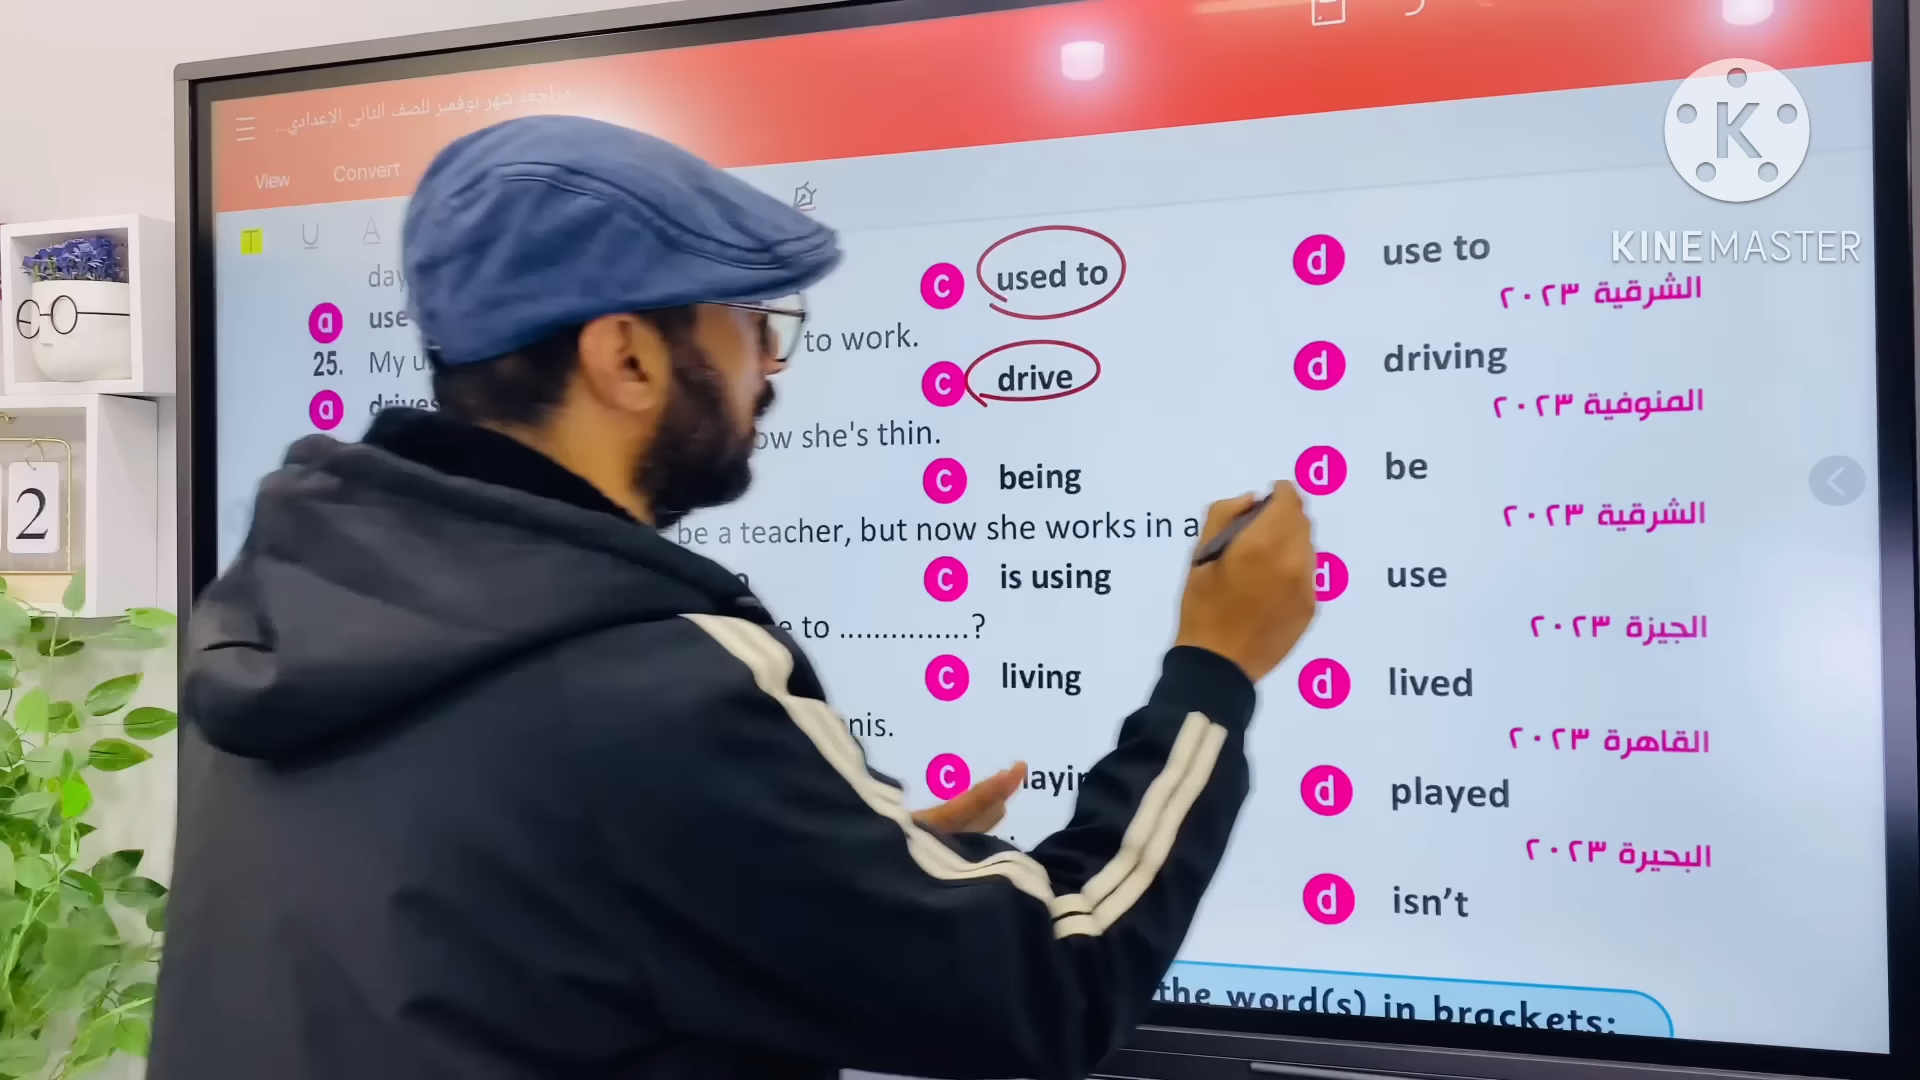 مراجعة شهر نوفمبر للصف الثاني الإعدادي...
View Convert
T U A
KINEMASTER
K
day
a use c used to d use to
الشرقية ٢٠٢٣
25. My u to work.
a drives c drive d driving
المنوفية ٢٠٢٣
ow she's thin.
c being d be
الشرقية ٢٠٢٣
be a teacher, but now she works in a
c is using d use
الجيزة ٢٠٢٣
e to ...............?
c living d lived
القاهرة ٢٠٢٣
nis.
c layin d played
البحيرة ٢٠٢٣
d isn't
the word(s) in brackets:
2